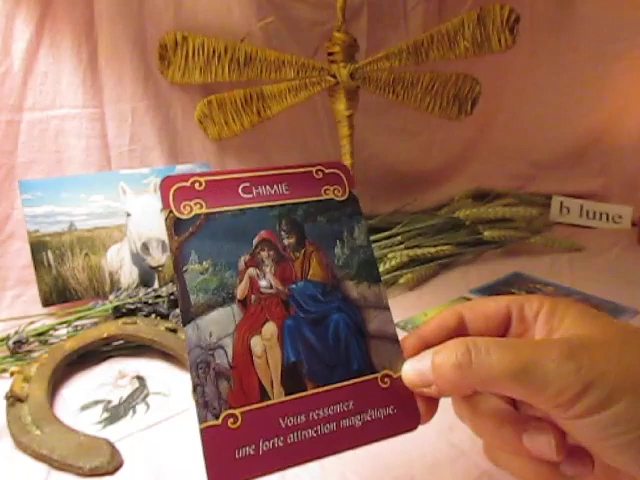 CHIMIE
b lune
Vous ressentez
une forte attraction magnétique.